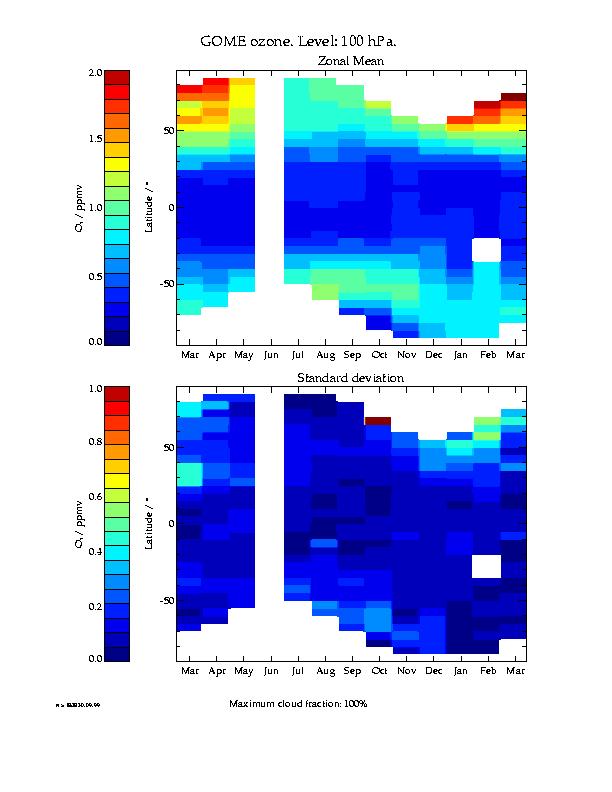 GOME ozone. Level: 100 hPa.
Zonal Mean
2.0
1.5
1.0
0.5
0.0
O₃ / ppmv
Latitude / °
50
0
-50
Mar Apr May Jun Jul Aug Sep Oct Nov Dec Jan Feb Mar
Standard deviation
1.0
0.8
0.6
0.4
0.2
0.0
O₃ / ppmv
Latitude / °
50
0
-50
Mar Apr May Jun Jul Aug Sep Oct Nov Dec Jan Feb Mar
Maximum cloud fraction: 100%